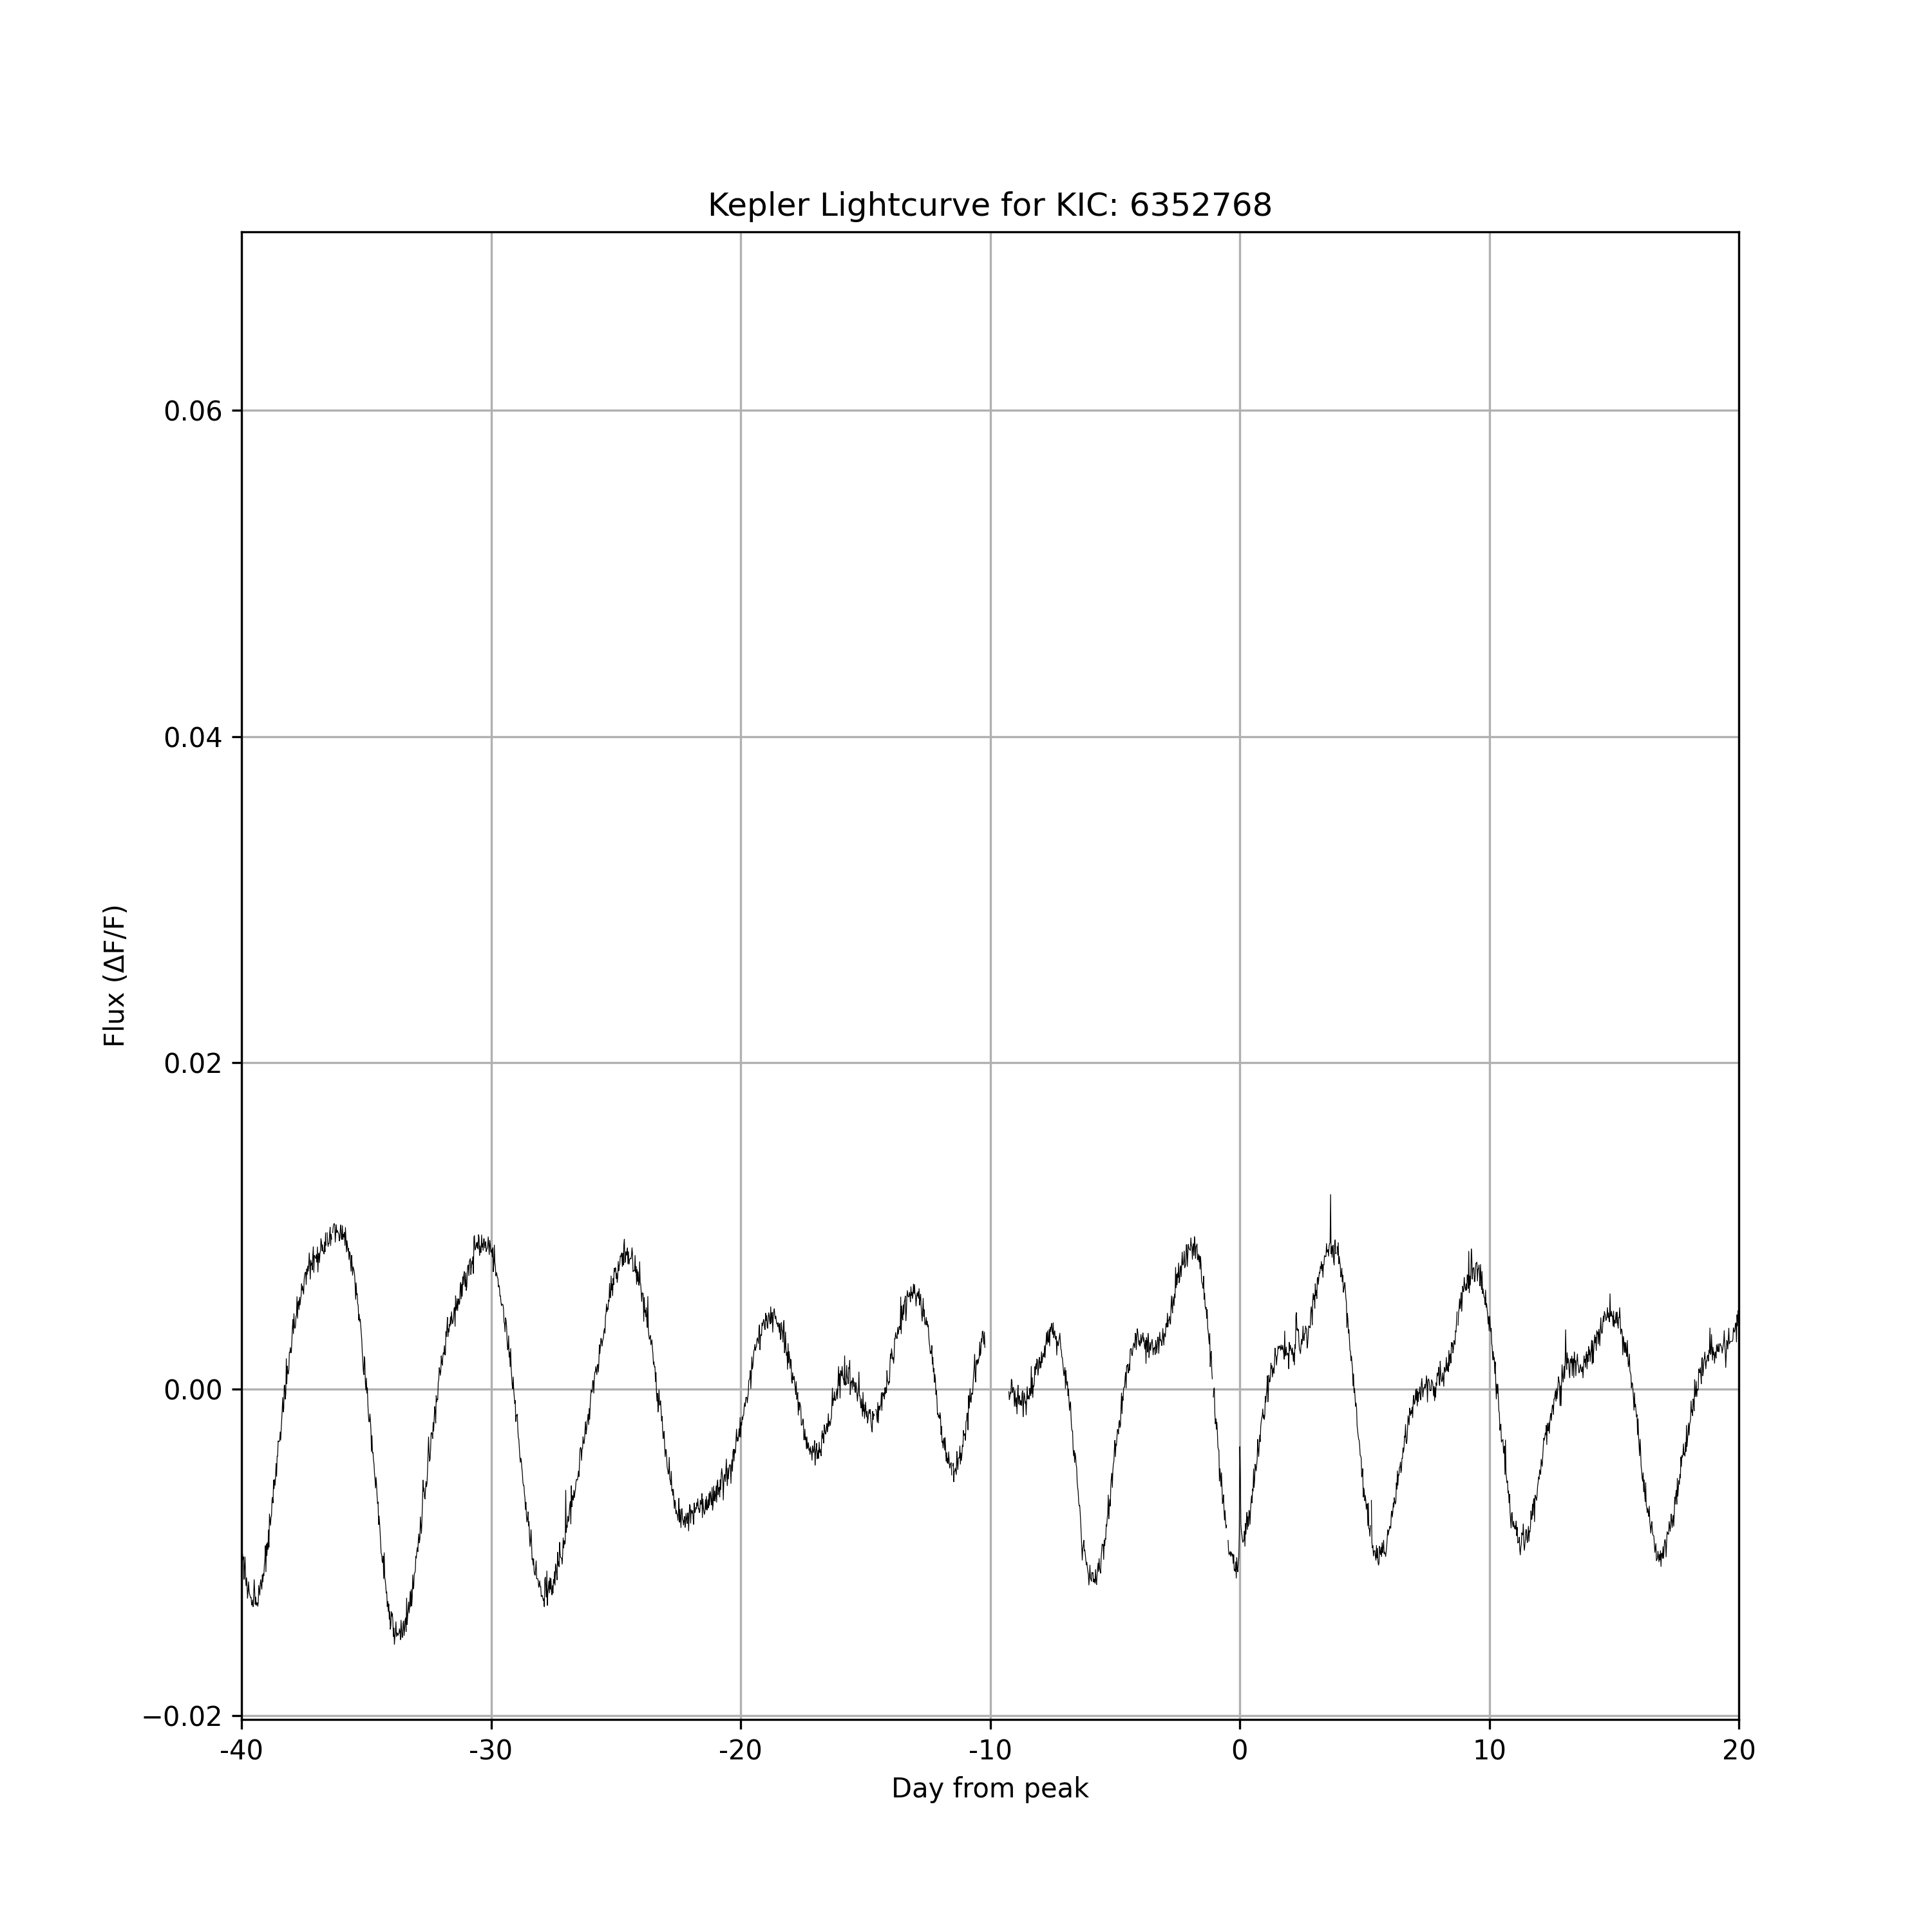 Kepler Lightcurve for KIC: 6352768
0.06
0.04
0.02
0.00
−0.02
Flux (ΔF/F)
-40 -30 -20 -10 0 10 20
Day from peak